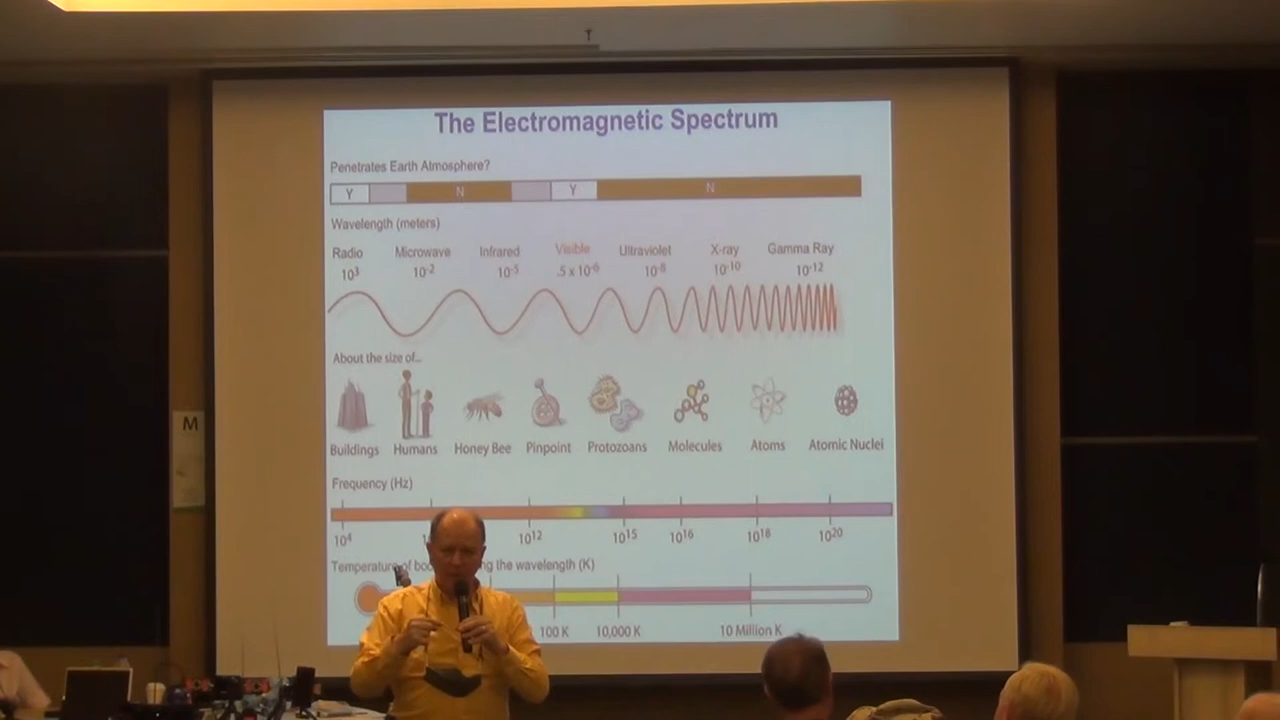 The Electromagnetic Spectrum
Penetrates Earth Atmosphere?
Y N Y N
Wavelength (meters)
Radio Microwave Infrared Visible Ultraviolet X-ray Gamma Ray
10³ 10⁻² 10⁻⁵ .5 x 10⁻⁶ 10⁻⁸ 10⁻¹⁰ 10⁻¹²
About the size of...
Buildings Humans Honey Bee Pinpoint Protozoans Molecules Atoms Atomic Nuclei
M
Frequency (Hz)
10⁴ 10¹² 10¹⁵ 10¹⁶ 10¹⁸ 10²⁰
Temperature of the wavelength (K)
100 K 10,000 K 10 Million K